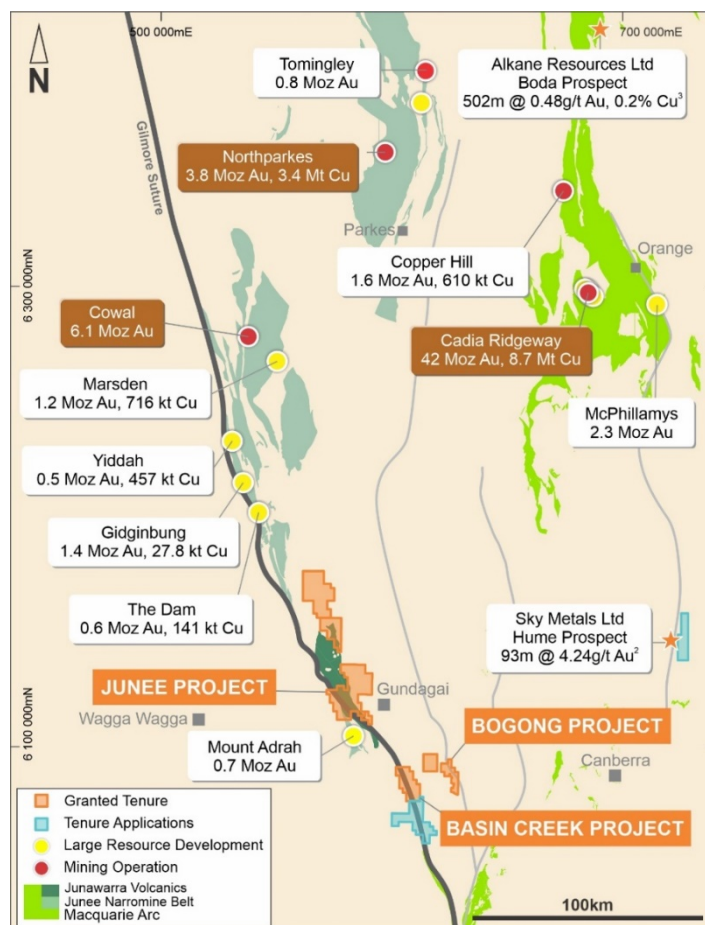 500 000mE
700 000mE
N
Gilmore Suture
Tomingley
0.8 Moz Au
Alkane Resources Ltd
Boda Prospect
502m @ 0.48g/t Au, 0.2% Cu³
Northparkes
3.8 Moz Au, 3.4 Mt Cu
Parkes
Copper Hill
1.6 Moz Au, 610 kt Cu
Orange
6 300 000mN
Cowal
6.1 Moz Au
Cadia Ridgeway
42 Moz Au, 8.7 Mt Cu
Marsden
1.2 Moz Au, 716 kt Cu
McPhillamys
2.3 Moz Au
Yiddah
0.5 Moz Au, 457 kt Cu
Gidginbung
1.4 Moz Au, 27.8 kt Cu
The Dam
0.6 Moz Au, 141 kt Cu
Sky Metals Ltd
Hume Prospect
93m @ 4.24g/t Au²
JUNEE PROJECT
Gundagai
Wagga Wagga
BOGONG PROJECT
6 100 000mN
Mount Adrah
0.7 Moz Au
Canberra
BASIN CREEK PROJECT
Granted Tenure
Tenure Applications
Large Resource Development
Mining Operation
Junawarra Volcanics
Junee Narromine Belt
Macquarie Arc
100km